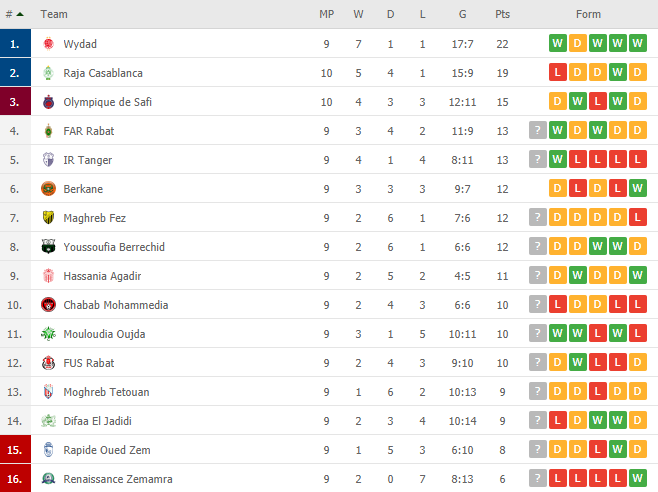 # Team MP W D L G Pts Form
1. Wydad 9 7 1 1 17:7 22 W D W W W
2. Raja Casablanca 10 5 4 1 15:9 19 L D D W D
3. Olympique de Safi 10 4 3 3 12:11 15 D W L W D
4. FAR Rabat 9 3 4 2 11:9 13 ? W D W D D
5. IR Tanger 9 4 1 4 8:11 13 ? W L L L L
6. Berkane 9 3 3 3 9:7 12 D L D L W
7. Maghreb Fez 9 2 6 1 7:6 12 ? D D D D L
8. Youssoufia Berrechid 9 2 6 1 6:6 12 ? D D W W D
9. Hassania Agadir 9 2 5 2 4:5 11 ? D W D D W
10. Chabab Mohammedia 9 2 4 3 6:6 10 ? L D D L L
11. Mouloudia Oujda 9 3 1 5 10:11 10 ? W W L W L
12. FUS Rabat 9 2 4 3 9:10 10 ? D W L L D
13. Moghreb Tetouan 9 1 6 2 10:13 9 ? D D L D D
14. Difaa El Jadidi 9 2 3 4 10:14 9 ? L D W W D
15. Rapide Oued Zem 9 1 5 3 6:10 8 ? D D L W D
16. Renaissance Zemamra 9 2 0 7 8:13 6 ? L L L L W